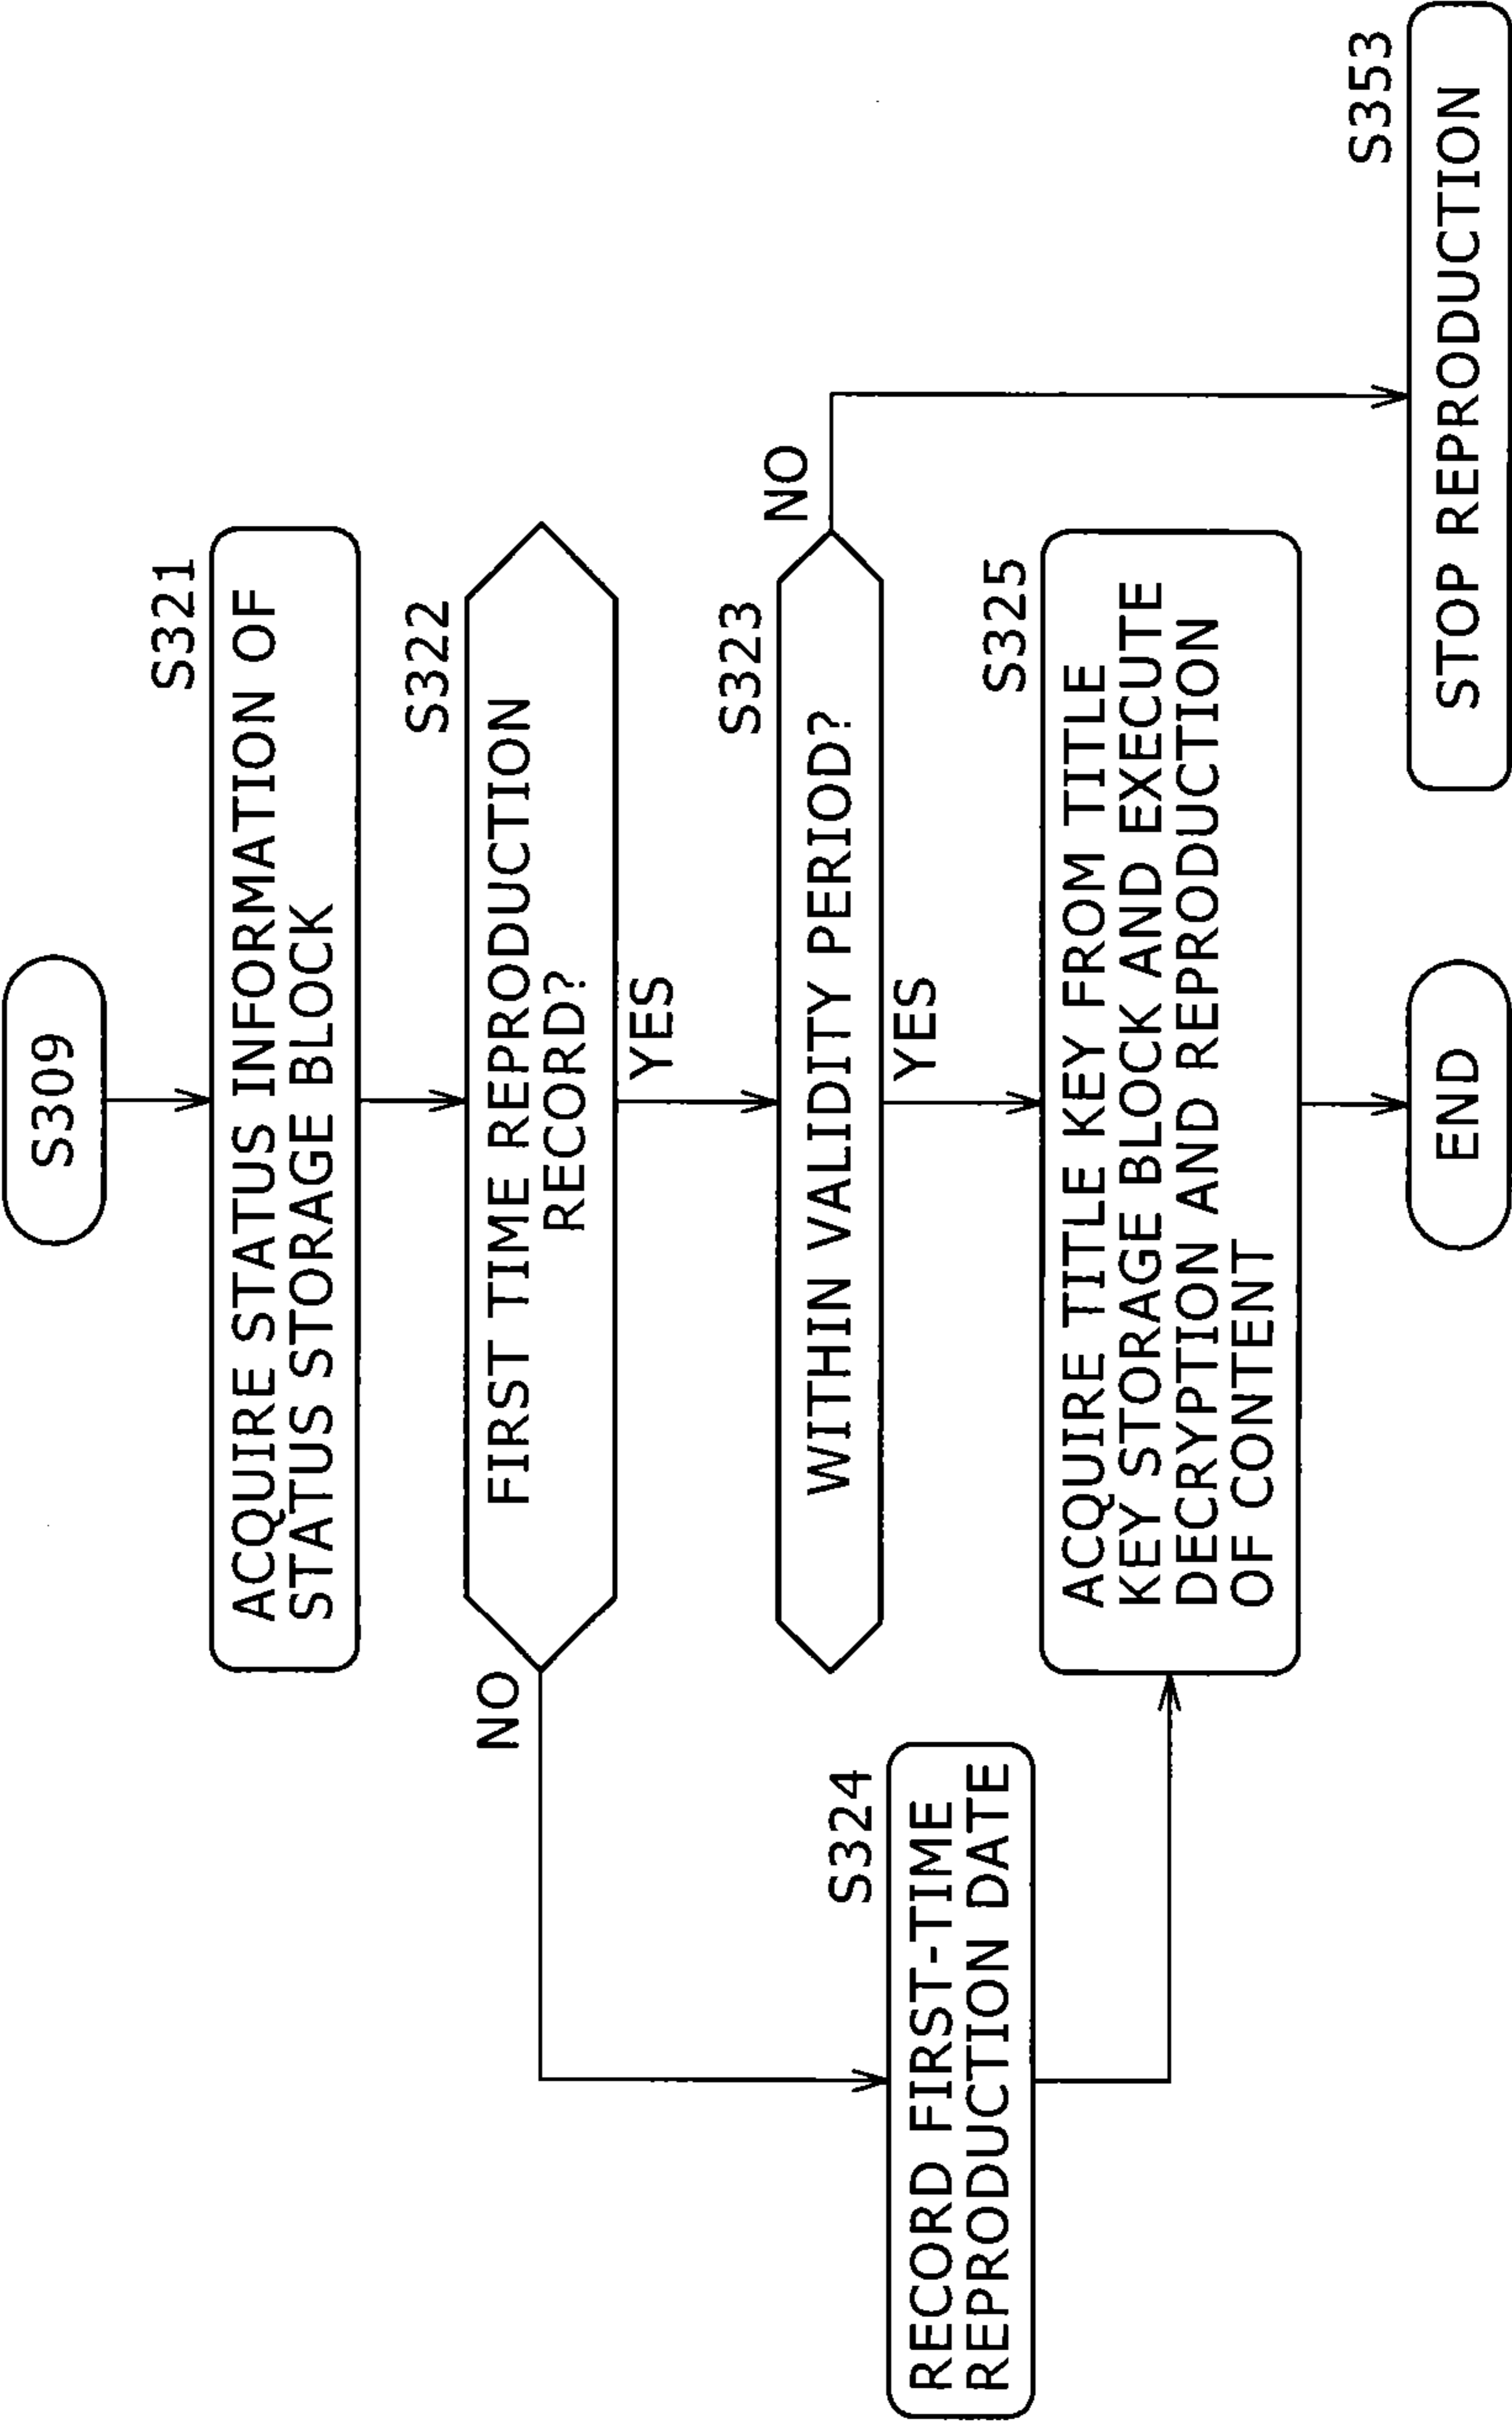 S309
S321
ACQUIRE STATUS INFORMATION OF
STATUS STORAGE BLOCK
S322
FIRST TIME REPRODUCTION
RECORD?
NO
YES
S323
WITHIN VALIDITY PERIOD?
NO
YES
S324
RECORD FIRST-TIME
REPRODUCTION DATE
S325
ACQUIRE TITLE KEY FROM TITLE
KEY STORAGE BLOCK AND EXECUTE
DECRYPTION AND REPRODUCTION
OF CONTENT
S353
STOP REPRODUCTION
END